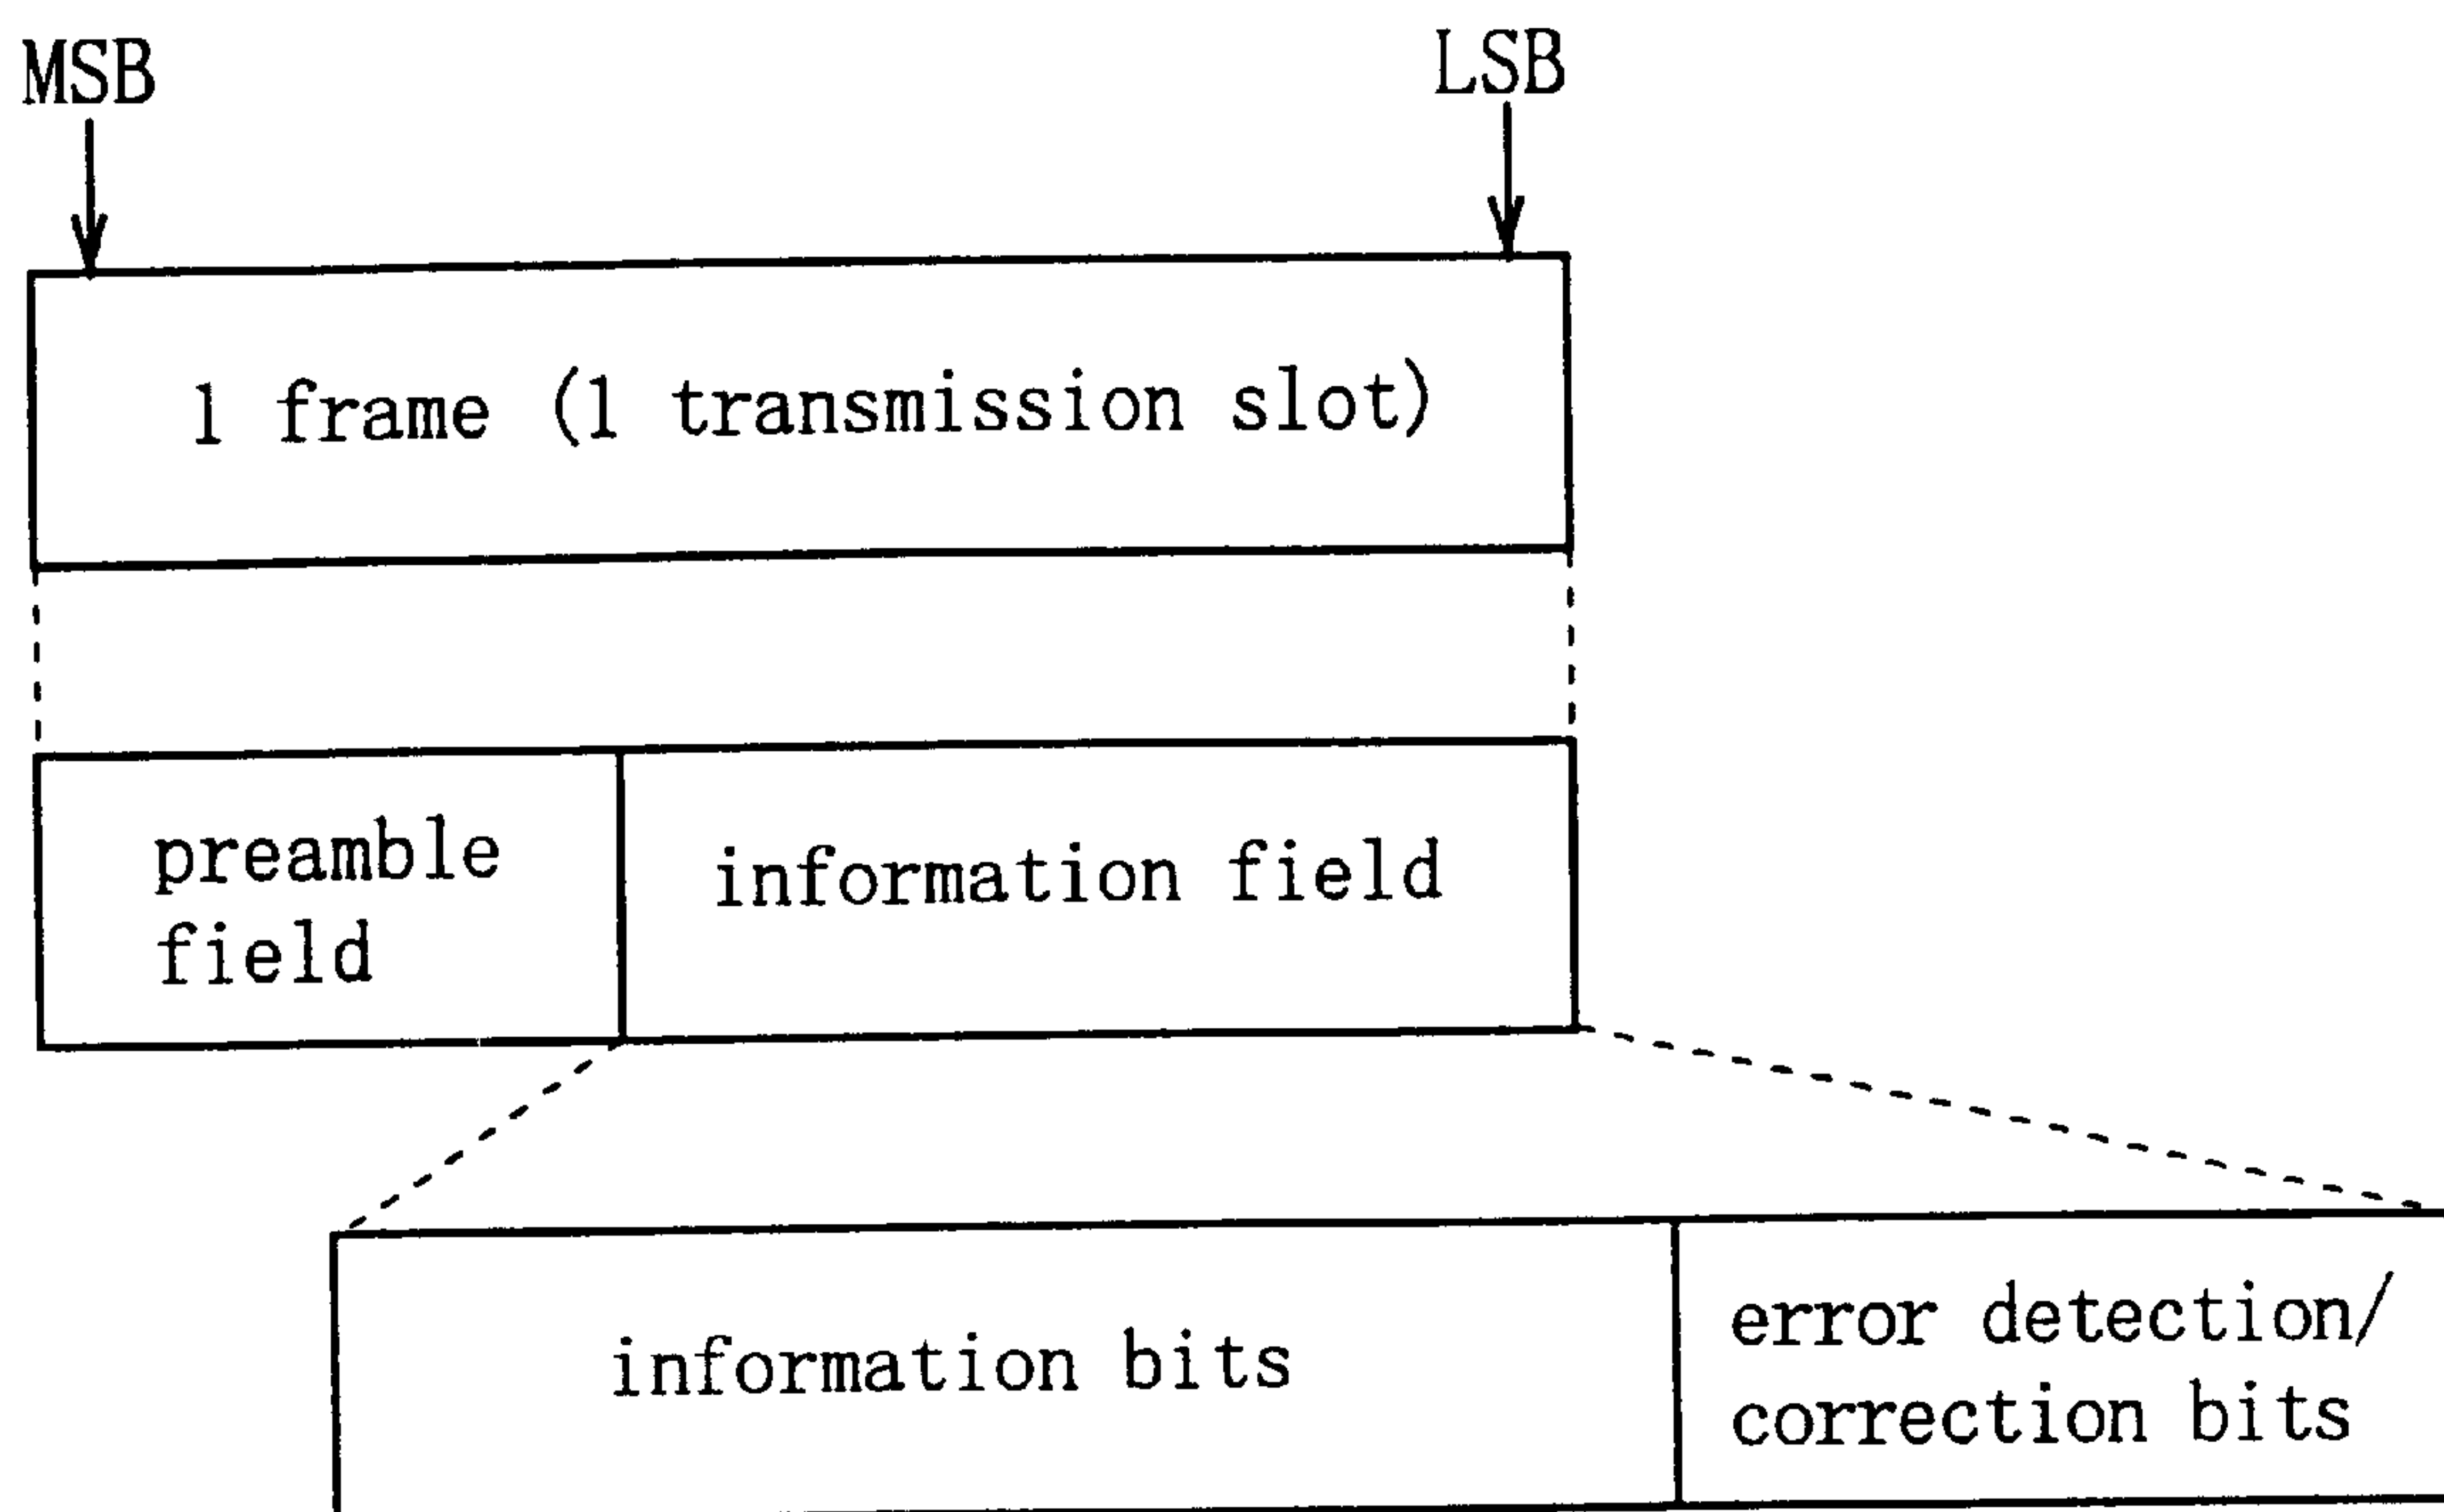 MSB
LSB
1 frame (1 transmission slot)
preamble
field
information field
information bits
error detection/
correction bits